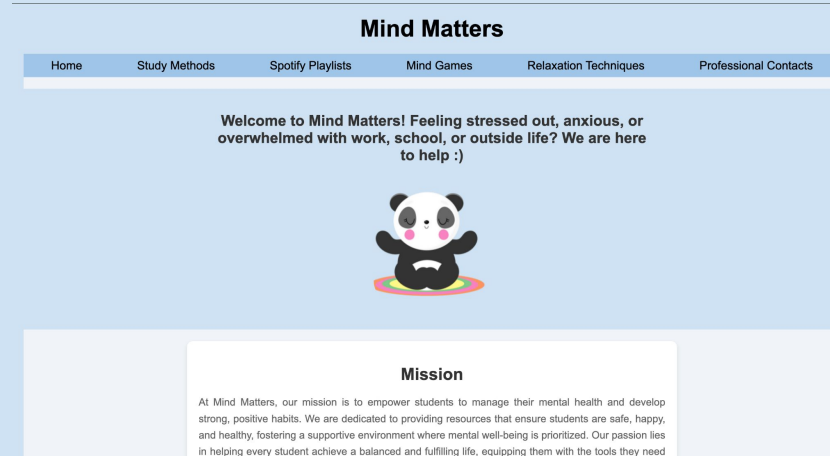 Mind Matters
Home Study Methods Spotify Playlists Mind Games Relaxation Techniques Professional Contacts
Welcome to Mind Matters! Feeling stressed out, anxious, or
overwhelmed with work, school, or outside life? We are here
to help :)
Mission
At Mind Matters, our mission is to empower students to manage their mental health and develop
strong, positive habits. We are dedicated to providing resources that ensure students are safe, happy,
and healthy, fostering a supportive environment where mental well-being is prioritized. Our passion lies
in helping every student achieve a balanced and fulfilling life, equipping them with the tools they need